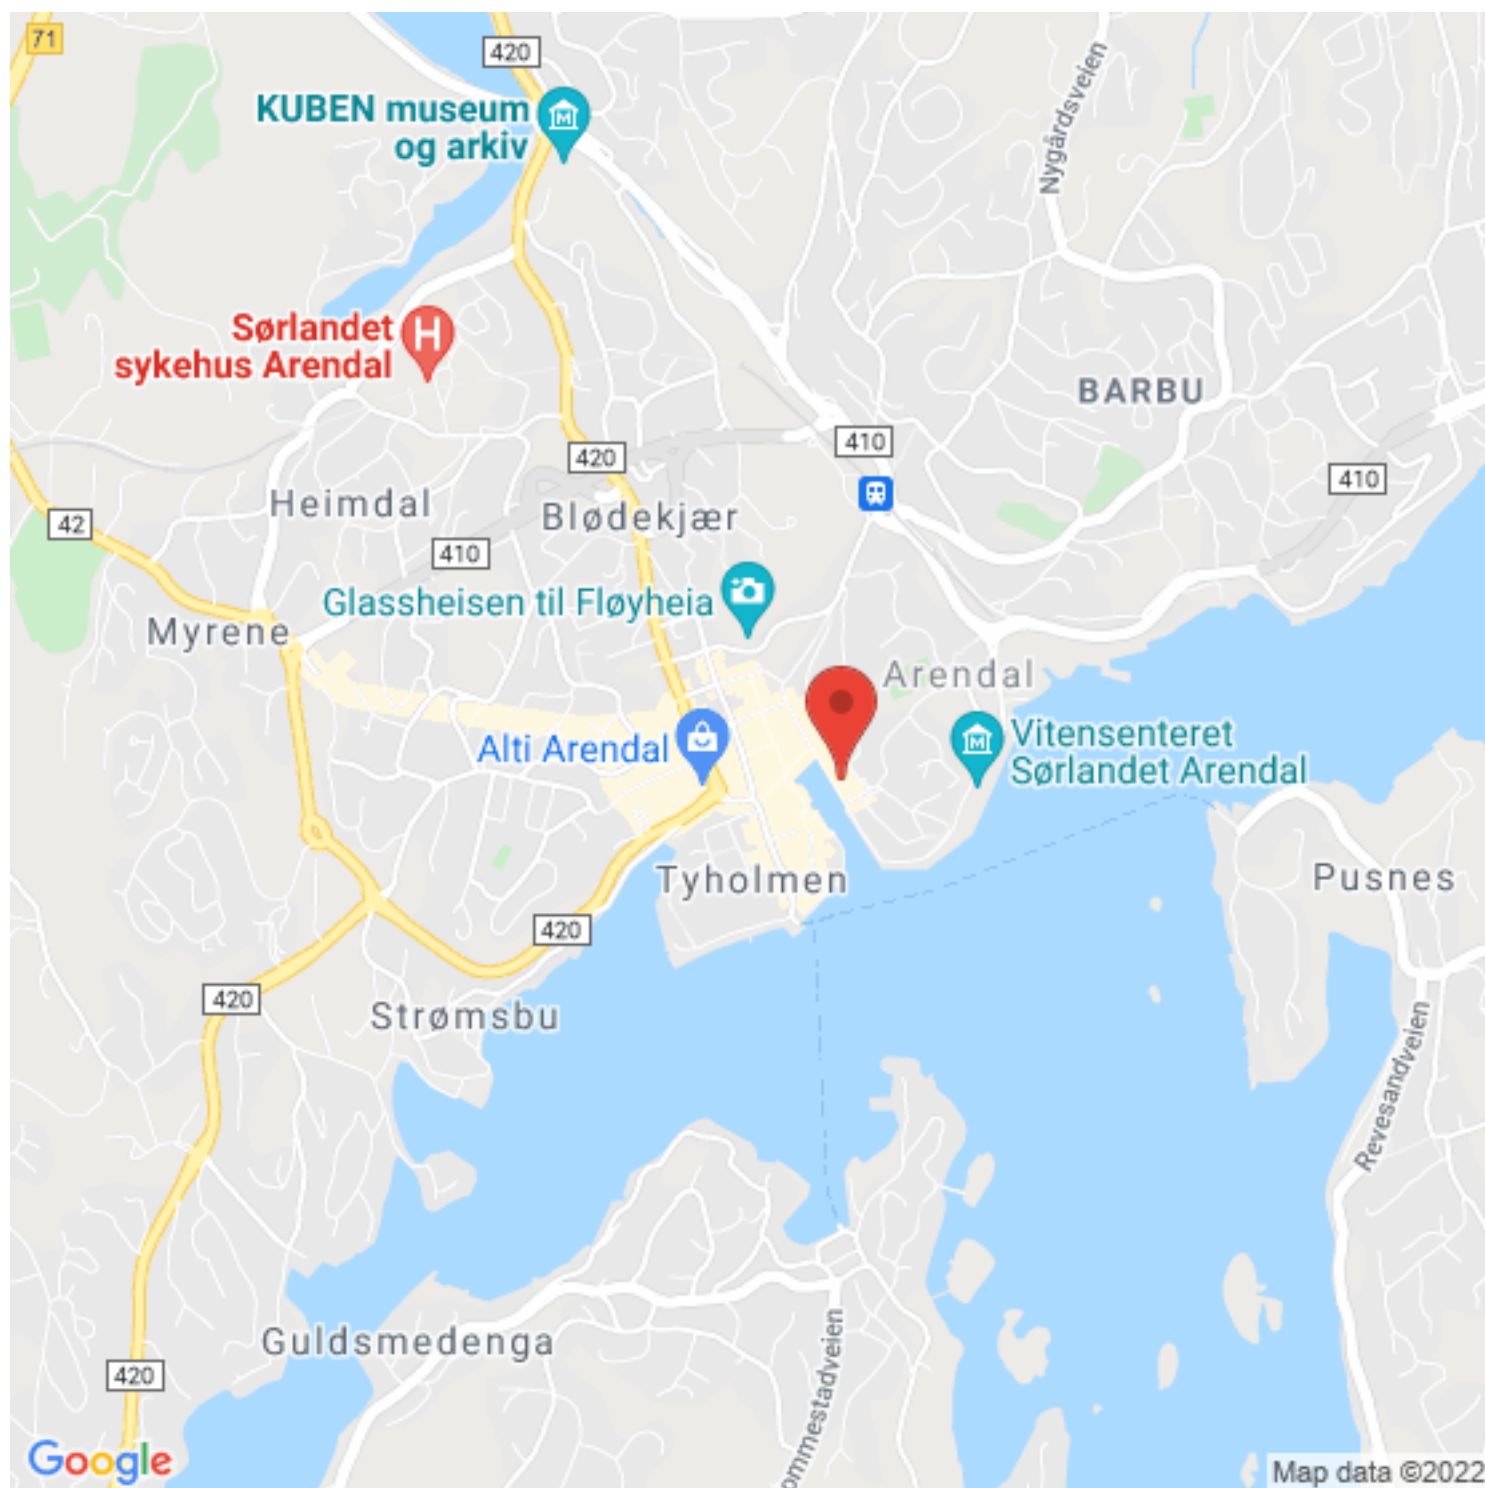 71
420
KUBEN museum
og arkiv
Nygårdsveien
Sørlandet
sykehus Arendal
BARBU
410
420
410
Heimdal
42
Blødekjær
410
Glassheisen til Fløyheia
Myrene
Arendal
Vitensenteret
Sørlandet Arendal
Alti Arendal
Tyholmen
Pusnes
420
420
Strømsbu
Revesandveien
Guldsmedenga
420
ommestadveien
Google
Map data ©2022